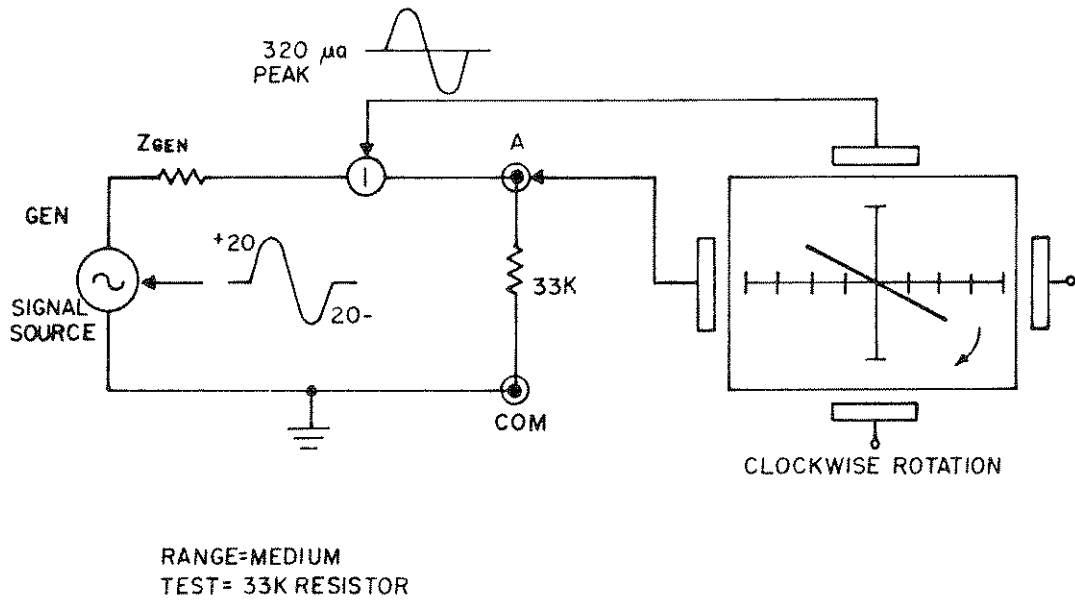 320 μa
PEAK
ZGEN
A
GEN
I
+20
20-
33K
SIGNAL
SOURCE
COM
CLOCKWISE ROTATION
RANGE=MEDIUM
TEST= 33K RESISTOR